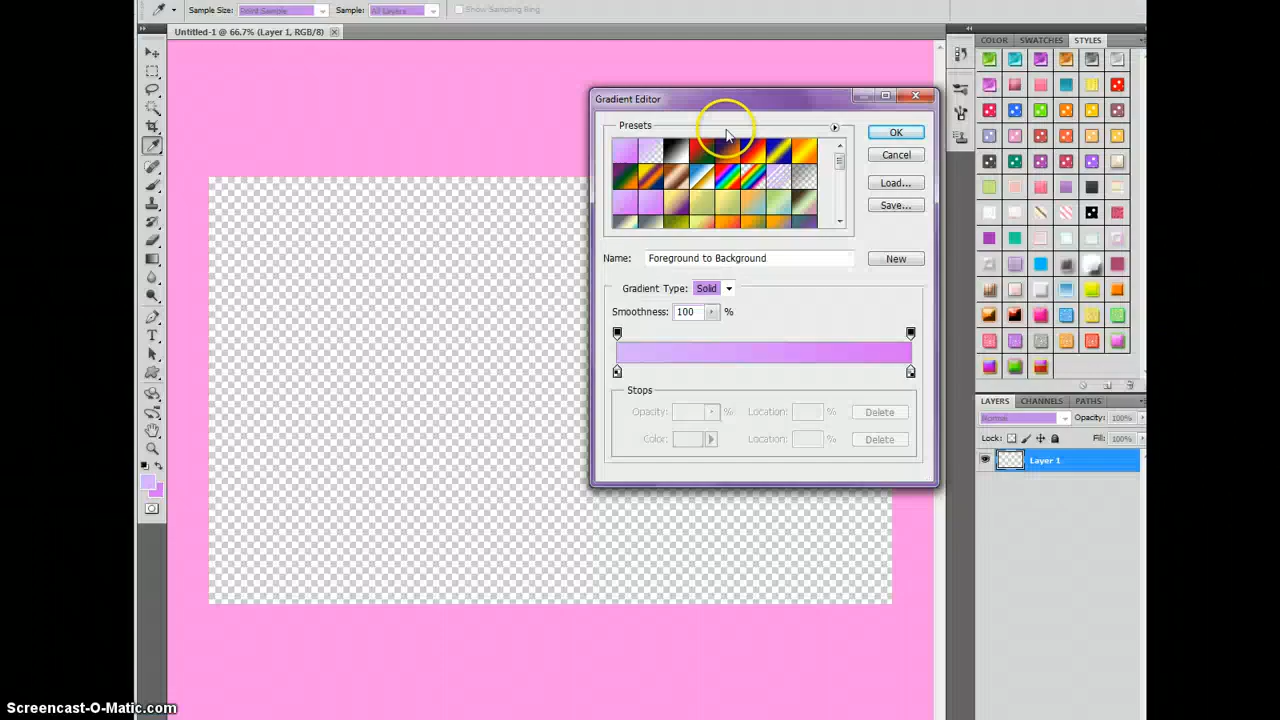 Sample Size: Point Sample Sample: All Layers Show Sampling Ring
Untitled-1 @ 66.7% (Layer 1, RGB/8)
COLOR SWATCHES STYLES
Gradient Editor
Presets
OK
Cancel
Load...
Save...
Name: Foreground to Background New
Gradient Type: Solid
Smoothness: 100 %
Stops
Opacity: % Location: % Delete
Color: Location: % Delete
LAYERS CHANNELS PATHS
Normal Opacity: 100%
Lock: Fill: 100%
Layer 1
Screencast-O-Matic.com